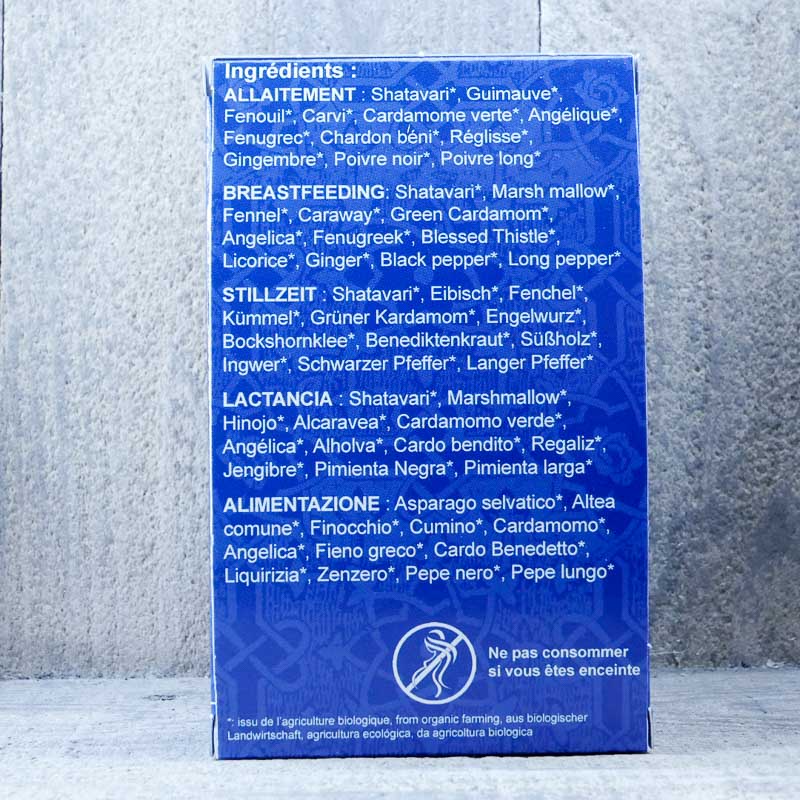 Ingrédients :
ALLAITEMENT : Shatavari*, Guimauve*,
Fenouil*, Carvi*, Cardamome verte*, Angélique*,
Fenugrec*, Chardon béni*, Réglisse*,
Gingembre*, Poivre noir*, Poivre long*
BREASTFEEDING: Shatavari*, Marsh mallow*,
Fennel*, Caraway*, Green Cardamom*,
Angelica*, Fenugreek*, Blessed Thistle*,
Licorice*, Ginger*, Black pepper*, Long pepper*
STILLZEIT : Shatavari*, Eibisch*, Fenchel*,
Kümmel*, Grüner Kardamom*, Engelwurz*,
Bockshornklee*, Benediktenkraut*, Süßholz*,
Ingwer*, Schwarzer Pfeffer*, Langer Pfeffer*
LACTANCIA : Shatavari*, Marshmallow*,
Hinojo*, Alcaravea*, Cardamomo verde*,
Angélica*, Alholva*, Cardo bendito*, Regaliz*,
Jengibre*, Pimienta Negra*, Pimienta larga*
ALIMENTAZIONE : Asparago selvatico*, Altea
comune*, Finocchio*, Cumino*, Cardamomo*,
Angelica*, Fieno greco*, Cardo Benedetto*,
Liquirizia*, Zenzero*, Pepe nero*, Pepe lungo*
Ne pas consommer
si vous êtes enceinte
*: issu de l'agriculture biologique, from organic farming, aus biologischer
Landwirtschaft, agricultura ecológica, da agricoltura biologica